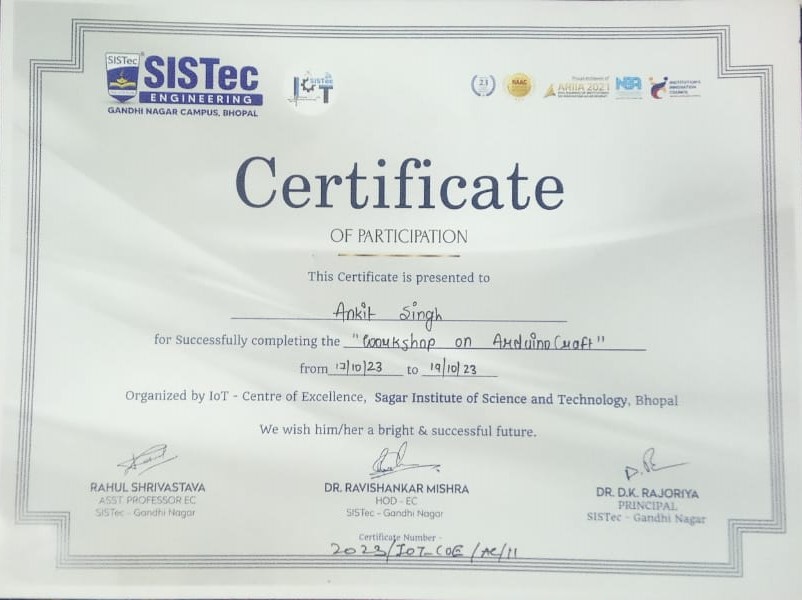 SISTec
SISTec
ENGINEERING
GANDHI NAGAR CAMPUS, BHOPAL
SISTec
IOT
23
NAAC
ARIIA 2021
NBA
INSTITUTION'S
INNOVATION
COUNCIL
Certificate
OF PARTICIPATION
This Certificate is presented to
Ankit Singh
for Successfully completing the "Workshop on ArduinoCraft"
from 17/10/23 to 19/10/23
Organized by IoT - Centre of Excellence, Sagar Institute of Science and Technology, Bhopal
We wish him/her a bright & successful future.
RAHUL SHRIVASTAVA
ASST. PROFESSOR EC
SISTec - Gandhi Nagar
DR. RAVISHANKAR MISHRA
HOD - EC
SISTec - Gandhi Nagar
DR. D.K. RAJORIYA
PRINCIPAL
SISTec - Gandhi Nagar
Certificate Number -
2023/IOT-COE/AC/11